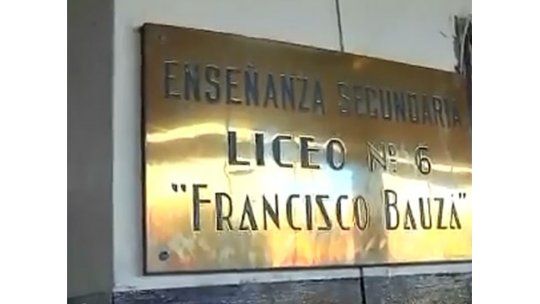 ENSEÑANZA SECUNDARIA
LICEO Nº 6
"FRANCISCO BAUZÁ"